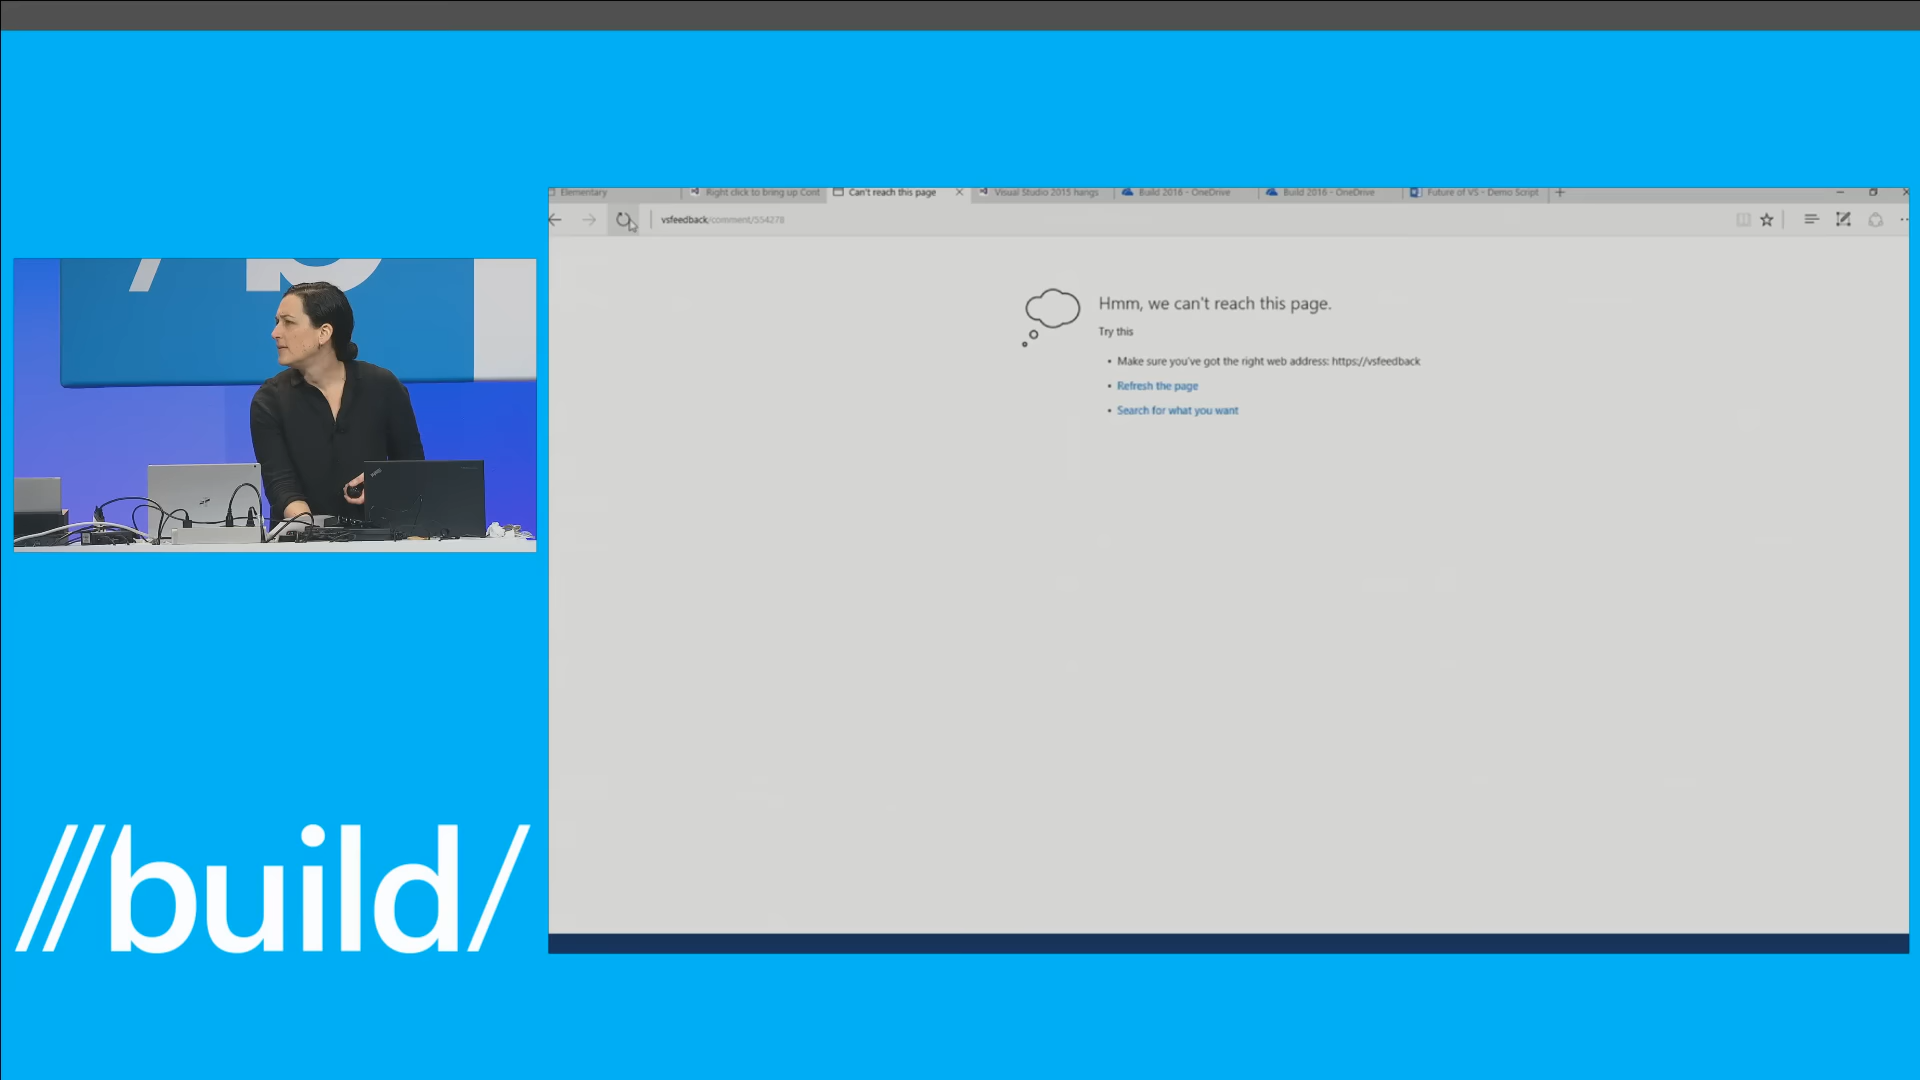 Elementary
Right click to bring up Cont
Can't reach this page
Visual Studio 2015 hangs
Build 2016 - OneDrive
Build 2016 - OneDrive
Future of VS - Demo Script
vsfeedback/comment/554278
Hmm, we can't reach this page.
Try this
• Make sure you've got the right web address: https://vsfeedback
• Refresh the page
• Search for what you want
//build/